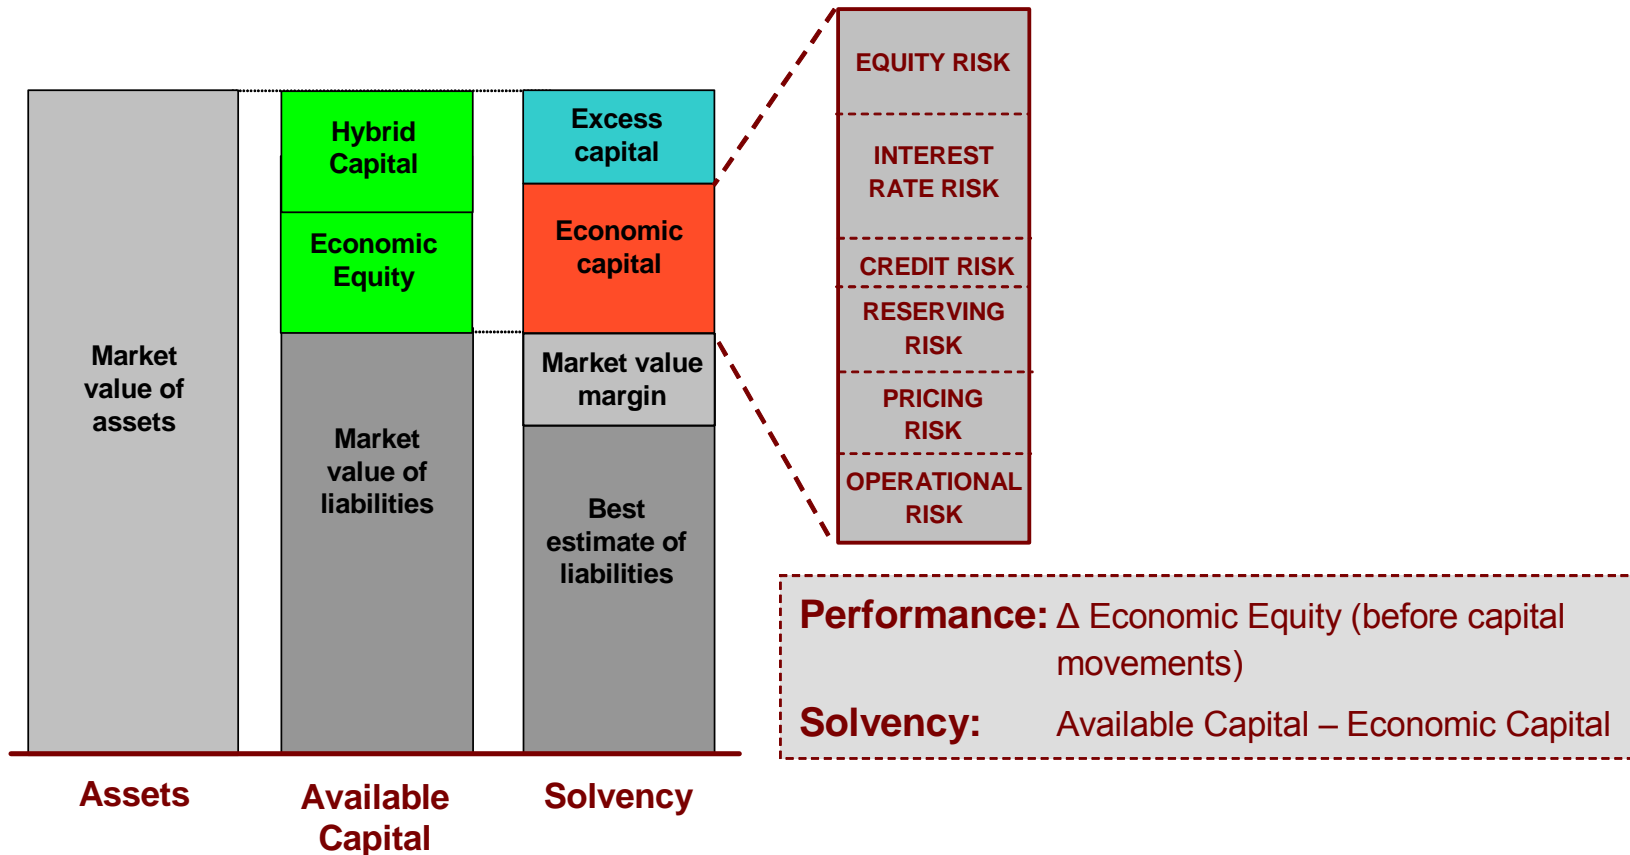 EQUITY RISK
INTEREST
RATE RISK
CREDIT RISK
RESERVING
RISK
PRICING
RISK
OPERATIONAL
RISK
Hybrid
Capital
Economic
Equity
Excess
capital
Economic
capital
Market value
margin
Market
value of
assets
Market
value of
liabilities
Best
estimate of
liabilities
Performance: Δ Economic Equity (before capital
movements)
Solvency: Available Capital – Economic Capital
Assets
Available
Capital
Solvency